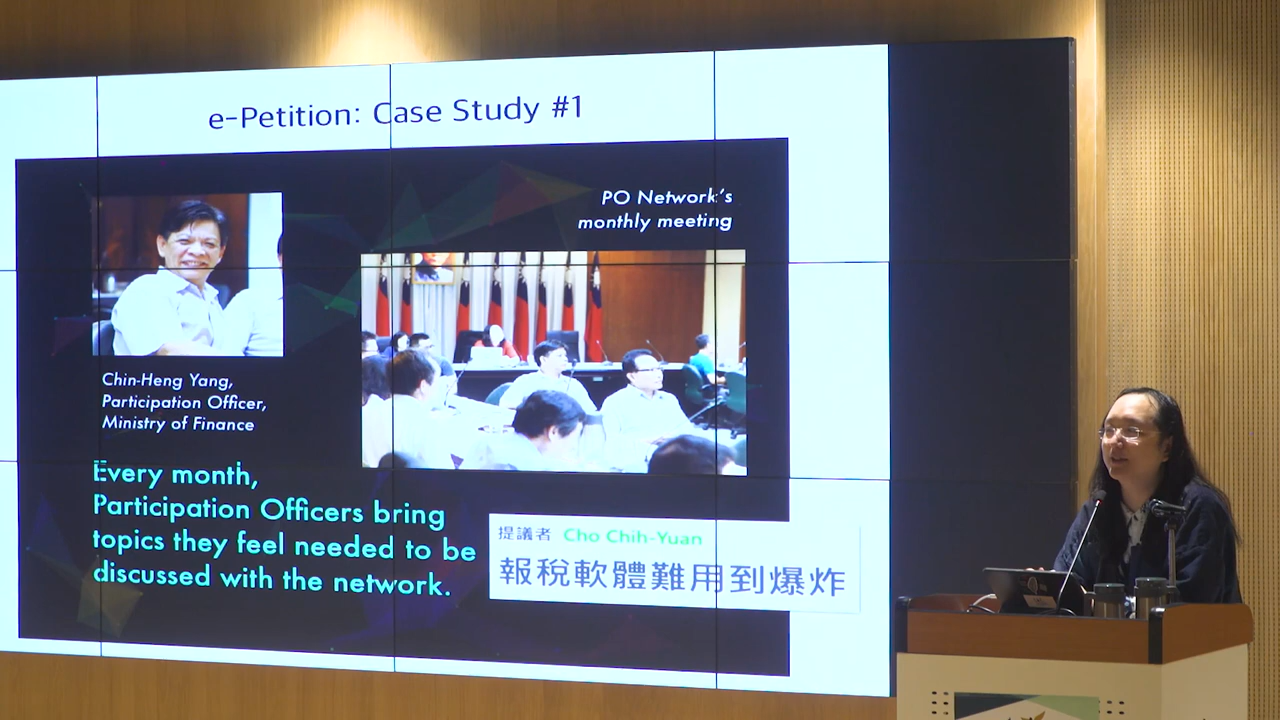 e-Petition: Case Study #1
PO Network's
monthly meeting
Chin-Heng Yang,
Participation Officer,
Ministry of Finance
Every month,
Participation Officers bring
topics they feel needed to be
discussed with the network.
提議者 Cho Chih-Yuan
報稅軟體難用到爆炸